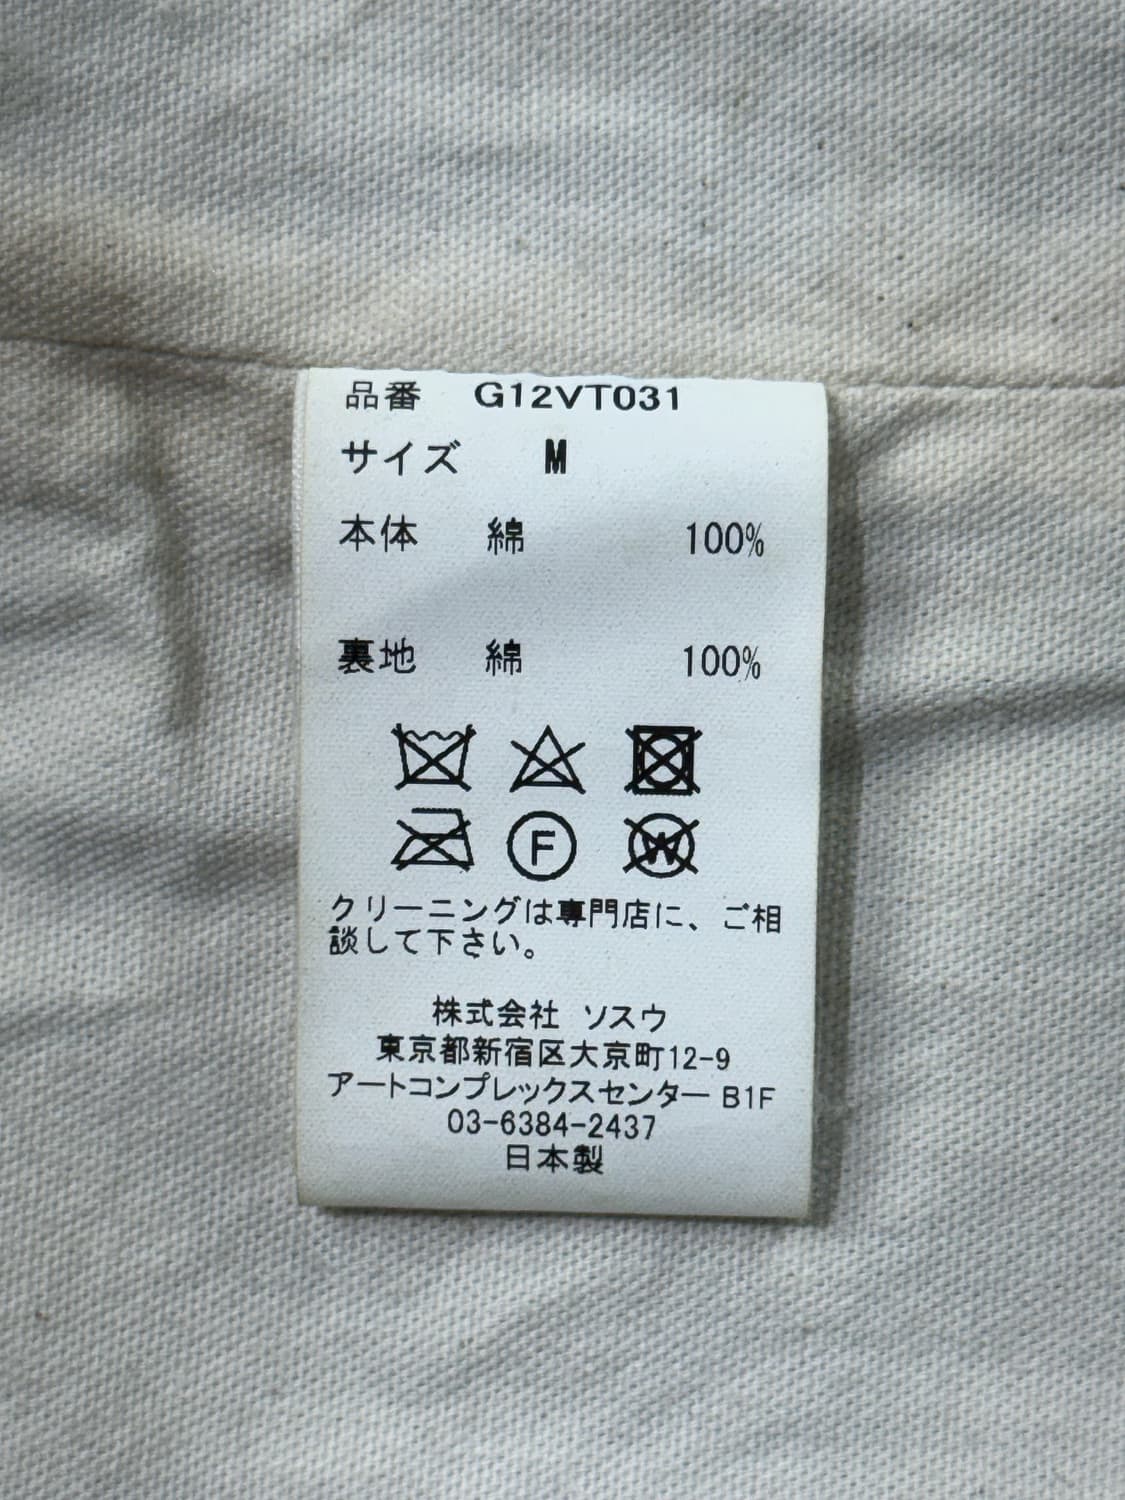 品番 G12VT031
サイズ M
本体 綿 100%
裏地 綿 100%
F W
クリーニングは専門店に、ご相
談して下さい。
株式会社 ソスウ
東京都新宿区大京町12-9
アートコンプレックスセンター B1F
03-6384-2437
日本製